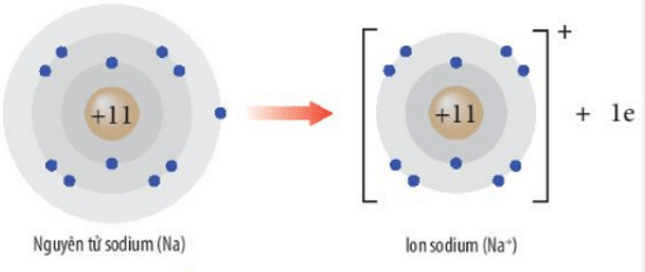 +11
+11
+
+ 1e
Nguyên tử sodium (Na)
Ion sodium (Na⁺)